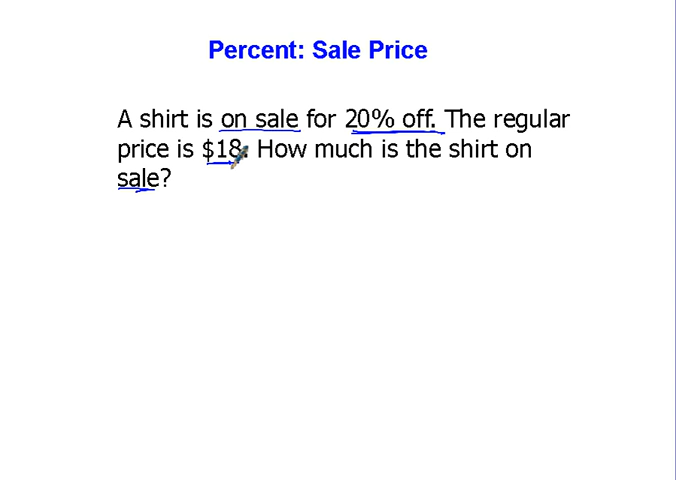 Percent: Sale Price
A shirt is on sale for 20% off. The regular
price is $18. How much is the shirt on
sale?